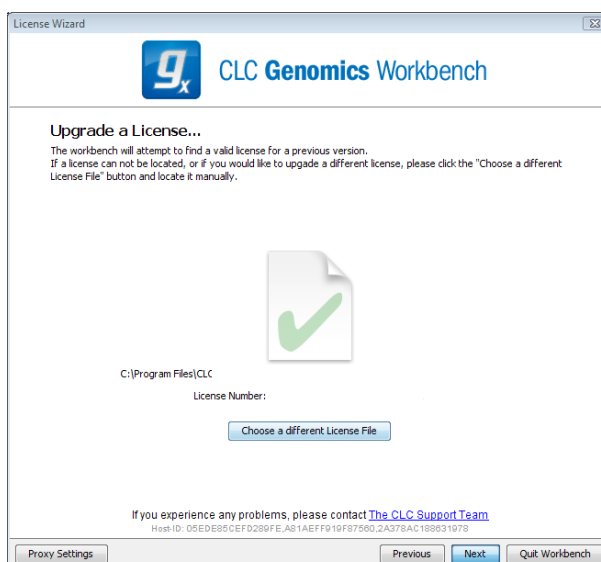 License Wizard
gx CLC Genomics Workbench
Upgrade a License...
The workbench will attempt to find a valid license for a previous version.
If a license can not be located, or if you would like to upgade a different license, please click the "Choose a different
License File" button and locate it manually.
C:\Program Files\CLC
License Number:
Choose a different License File
If you experience any problems, please contact The CLC Support Team
Host-ID: 05EDE85CEFD289FE,A81AEFF919F87560,2A378AC188631978
Proxy Settings Previous Next Quit Workbench